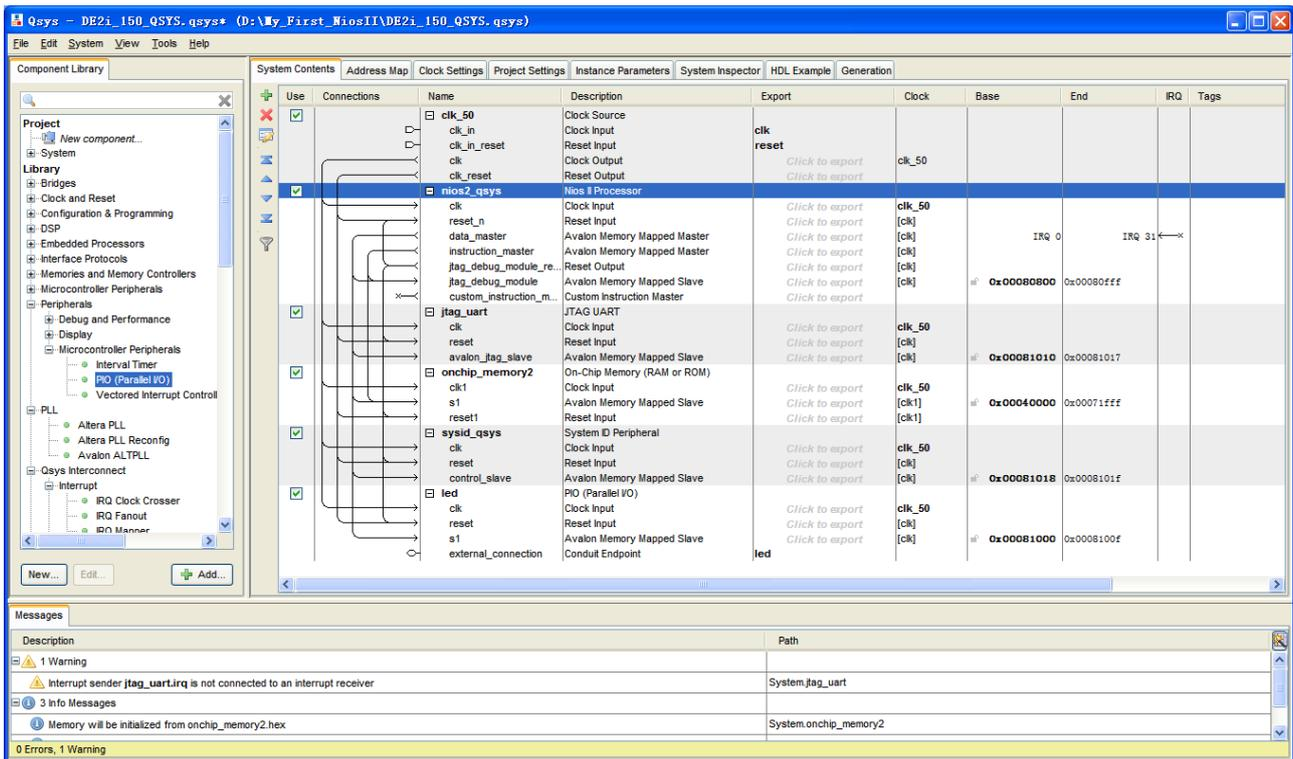 Qsys - DE2i_150_QSYS.qsys* (D:\My_First_NiosII\DE2i_150_QSYS.qsys)
File Edit System View Tools Help
Component Library
Project
New component...
System
Library
Bridges
Clock and Reset
Configuration & Programming
DSP
Embedded Processors
Interface Protocols
Memories and Memory Controllers
Microcontroller Peripherals
Peripherals
Debug and Performance
Display
Microcontroller Peripherals
Interval Timer
PIO (Parallel I/O)
Vectored Interrupt Controll
PLL
Altera PLL
Altera PLL Reconfig
Avalon ALTPLL
Qsys Interconnect
Interrupt
IRQ Clock Crosser
IRQ Fanout
IRQ Mapper
New... Edit... Add...
System Contents Address Map Clock Settings Project Settings Instance Parameters System Inspector HDL Example Generation
Use Connections Name Description Export Clock Base End IRQ Tags
clk_50 Clock Source
clk_in Clock Input clk
clk_in_reset Reset Input reset
clk Clock Output Click to export clk_50
clk_reset Reset Output Click to export
nios2_qsys Nios II Processor
clk Clock Input Click to export clk_50
reset_n Reset Input Click to export [clk]
data_master Avalon Memory Mapped Master Click to export [clk] IRQ 0 IRQ 31
instruction_master Avalon Memory Mapped Master Click to export [clk]
jtag_debug_module_re... Reset Output Click to export [clk]
jtag_debug_module Avalon Memory Mapped Slave Click to export [clk] 0x00080800 0x00080fff
custom_instruction_m... Custom Instruction Master Click to export
jtag_uart JTAG UART
clk Clock Input Click to export clk_50
reset Reset Input Click to export [clk]
avalon_jtag_slave Avalon Memory Mapped Slave Click to export [clk] 0x00081010 0x00081017
onchip_memory2 On-Chip Memory (RAM or ROM)
clk1 Clock Input Click to export clk_50
s1 Avalon Memory Mapped Slave Click to export [clk1] 0x00040000 0x00071fff
reset1 Reset Input Click to export [clk1]
sysid_qsys System ID Peripheral
clk Clock Input Click to export clk_50
reset Reset Input Click to export [clk]
control_slave Avalon Memory Mapped Slave Click to export [clk] 0x00081018 0x0008101f
led PIO (Parallel I/O)
clk Clock Input Click to export clk_50
reset Reset Input Click to export [clk]
s1 Avalon Memory Mapped Slave Click to export [clk] 0x00081000 0x0008100f
external_connection Conduit Endpoint led
Messages
Description Path
1 Warning
Interrupt sender jtag_uart.irq is not connected to an interrupt receiver System.jtag_uart
3 Info Messages
Memory will be initialized from onchip_memory2.hex System.onchip_memory2
0 Errors, 1 Warning